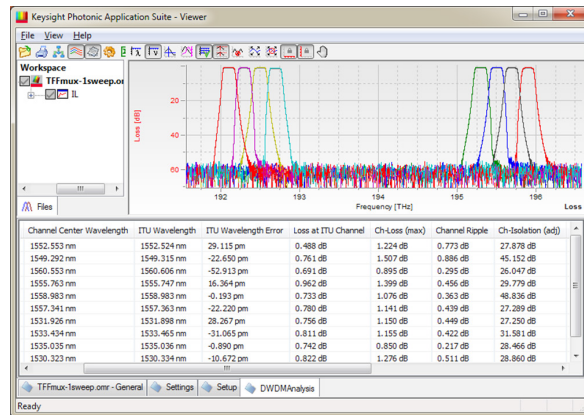 Keysight Photonic Application Suite - Viewer
File View Help
Workspace
TFFmux-1sweep.omr
IL
Files
Loss [dB]
20
40
60
192 193 194 195 196
Frequency [THz] Loss
Channel Center Wavelength ITU Wavelength ITU Wavelength Error Loss at ITU Channel Ch-Loss (max) Channel Ripple Ch-Isolation (adj)
1552.553 nm 1552.524 nm 29.115 pm 0.488 dB 1.224 dB 0.773 dB 27.878 dB
1549.292 nm 1549.315 nm -22.650 pm 0.761 dB 1.507 dB 0.886 dB 45.152 dB
1560.553 nm 1560.606 nm -52.913 pm 0.691 dB 0.895 dB 0.295 dB 26.047 dB
1555.763 nm 1555.747 nm 16.364 pm 0.962 dB 1.399 dB 0.456 dB 29.779 dB
1558.983 nm 1558.983 nm -0.193 pm 0.733 dB 1.076 dB 0.363 dB 48.836 dB
1557.341 nm 1557.363 nm -22.220 pm 0.780 dB 1.141 dB 0.439 dB 27.289 dB
1531.926 nm 1531.898 nm 28.267 pm 0.756 dB 1.150 dB 0.449 dB 27.250 dB
1533.434 nm 1533.465 nm -31.065 pm 0.811 dB 1.155 dB 0.422 dB 31.581 dB
1535.035 nm 1535.036 nm -0.890 pm 0.742 dB 0.850 dB 0.217 dB 28.466 dB
1530.323 nm 1530.334 nm -10.672 pm 0.822 dB 1.276 dB 0.511 dB 28.860 dB
TFFmux-1sweep.omr - General Settings Setup DWDMAnalysis
Ready